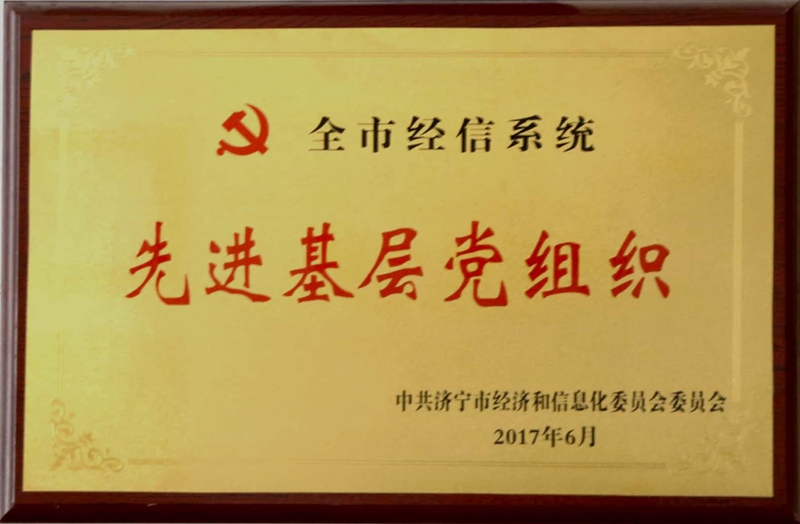 全市经信系统
先进基层党组织
中共济宁市经济和信息化委员会委员会
2017年6月